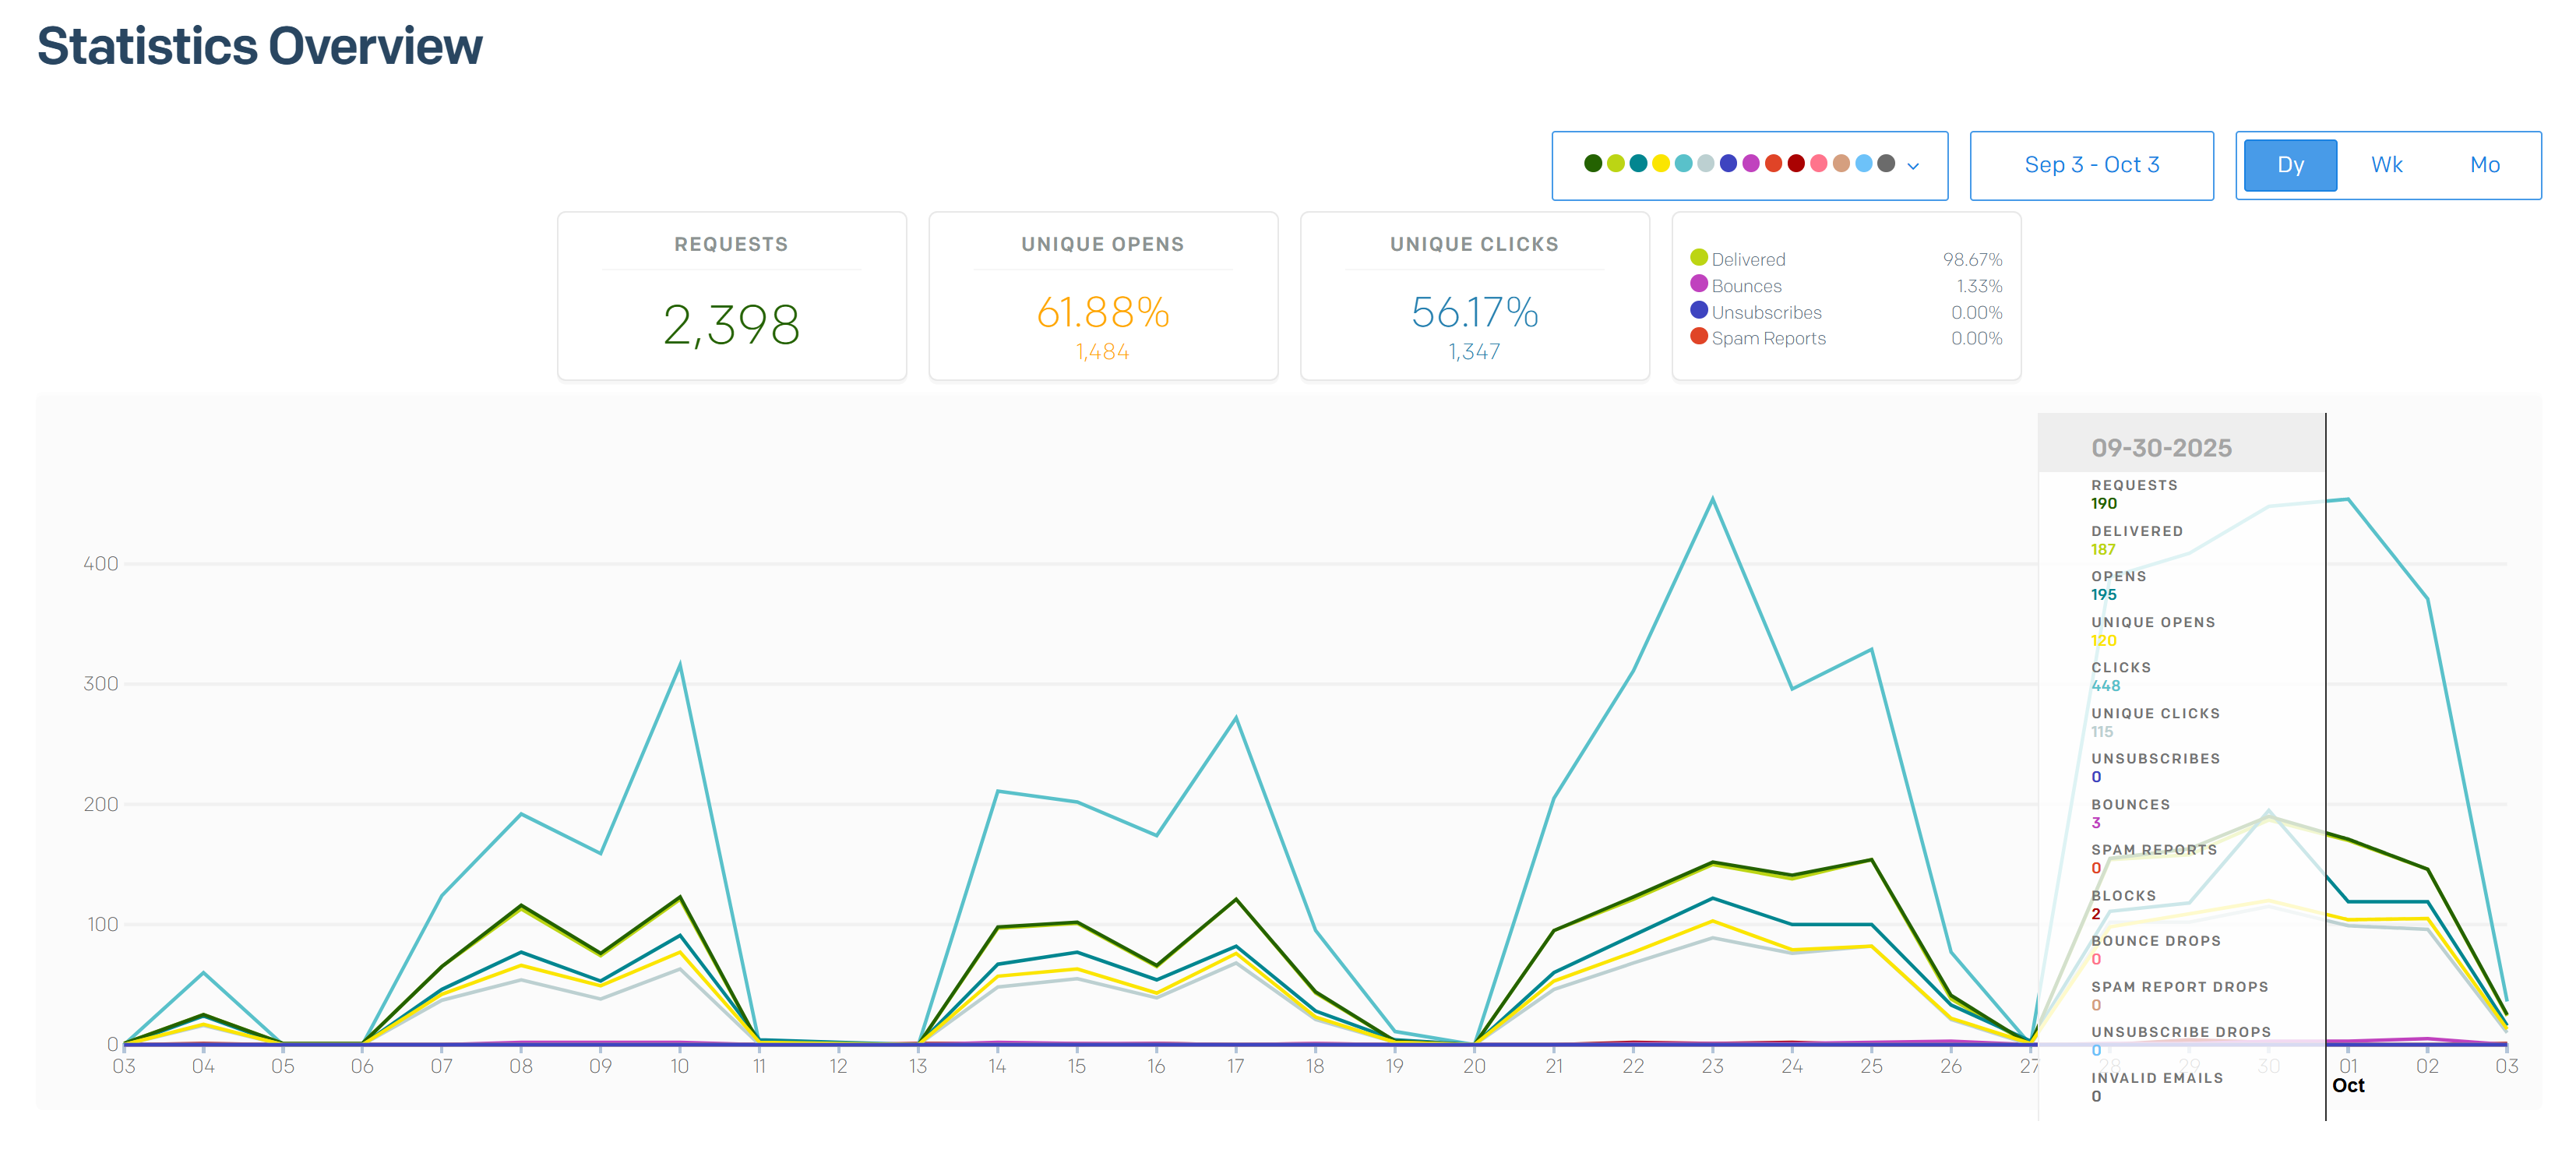 Statistics Overview
Sep 3 - Oct 3
Dy
Wk
Mo
REQUESTS
2,398
UNIQUE OPENS
61.88%
1,484
UNIQUE CLICKS
56.17%
1,347
Delivered 98.67%
Bounces 1.33%
Unsubscribes 0.00%
Spam Reports 0.00%
09-30-2025
REQUESTS
190
DELIVERED
187
OPENS
195
UNIQUE OPENS
120
CLICKS
448
UNIQUE CLICKS
115
UNSUBSCRIBES
0
BOUNCES
3
SPAM REPORTS
0
BLOCKS
2
BOUNCE DROPS
0
SPAM REPORT DROPS
0
UNSUBSCRIBE DROPS
0
INVALID EMAILS
0
400
300
200
100
0
03 04 05 06 07 08 09 10 11 12 13 14 15 16 17 18 19 20 21 22 23 24 25 26 27 28 29 30 01 02 03
Oct